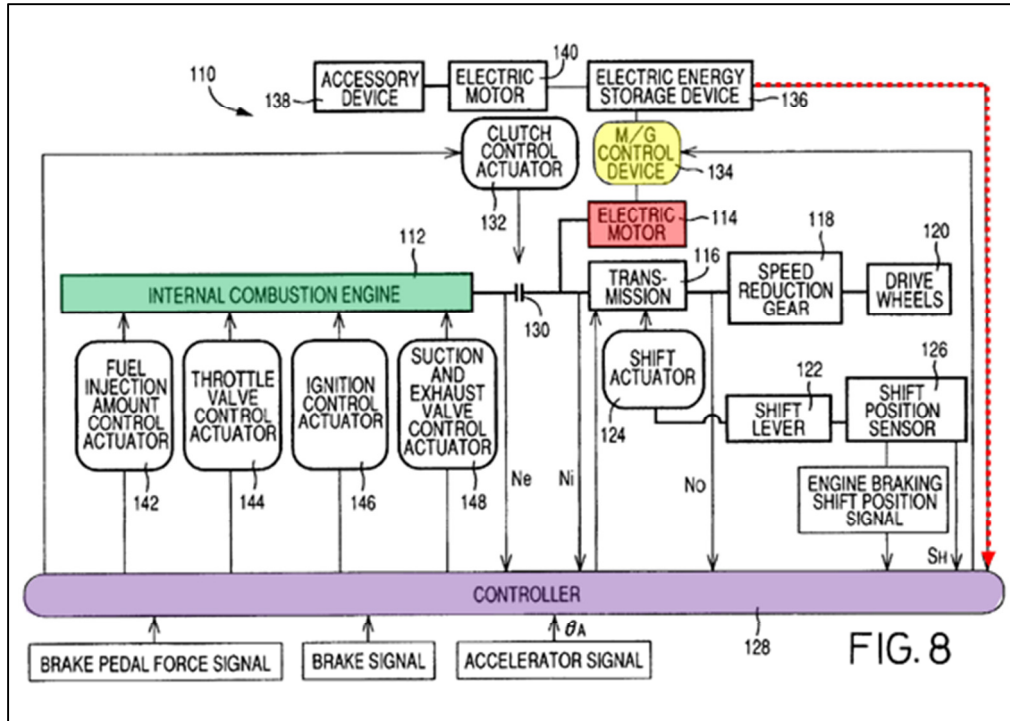 110
ACCESSORY
DEVICE
138
ELECTRIC
MOTOR
140
ELECTRIC ENERGY
STORAGE DEVICE
136
CLUTCH
CONTROL
ACTUATOR
132
M/G
CONTROL
DEVICE
134
ELECTRIC
MOTOR
114
112
INTERNAL COMBUSTION ENGINE
130
TRANS-
MISSION
116
SPEED
REDUCTION
GEAR
118
DRIVE
WHEELS
120
FUEL
INJECTION
AMOUNT
CONTROL
ACTUATOR
142
THROTTLE
VALVE
CONTROL
ACTUATOR
144
IGNITION
CONTROL
ACTUATOR
146
SUCTION
AND
EXHAUST
VALVE
CONTROL
ACTUATOR
148
SHIFT
ACTUATOR
124
SHIFT
LEVER
122
SHIFT
POSITION
SENSOR
126
Ne
Ni
No
ENGINE BRAKING
SHIFT POSITION
SIGNAL
SH
CONTROLLER
128
BRAKE PEDAL FORCE SIGNAL
BRAKE SIGNAL
θA
ACCELERATOR SIGNAL
FIG. 8